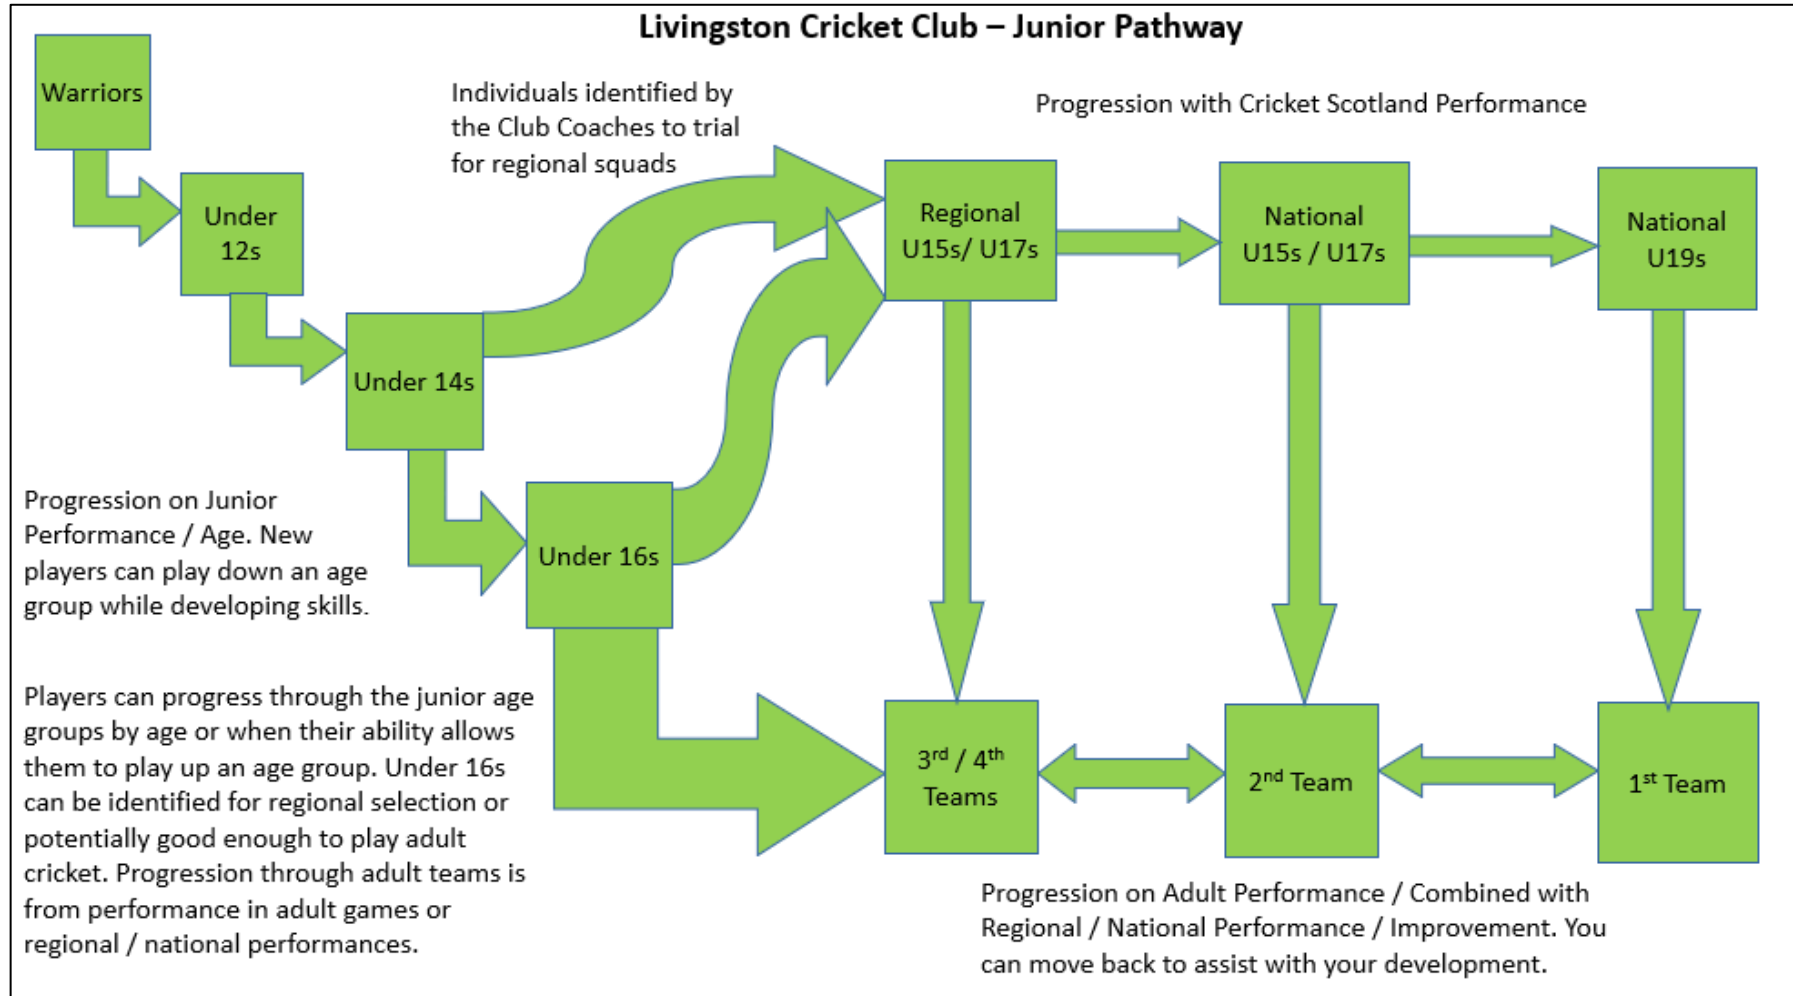 Livingston Cricket Club – Junior Pathway
Warriors
Individuals identified by
the Club Coaches to trial
for regional squads
Progression with Cricket Scotland Performance
Under
12s
Regional
U15s/ U17s
National
U15s / U17s
National
U19s
Under 14s
Progression on Junior
Performance / Age. New
players can play down an age
group while developing skills.
Under 16s
Players can progress through the junior age
groups by age or when their ability allows
them to play up an age group. Under 16s
can be identified for regional selection or
potentially good enough to play adult
cricket. Progression through adult teams is
from performance in adult games or
regional / national performances.
3rd / 4th
Teams
2nd Team
1st Team
Progression on Adult Performance / Combined with
Regional / National Performance / Improvement. You
can move back to assist with your development.